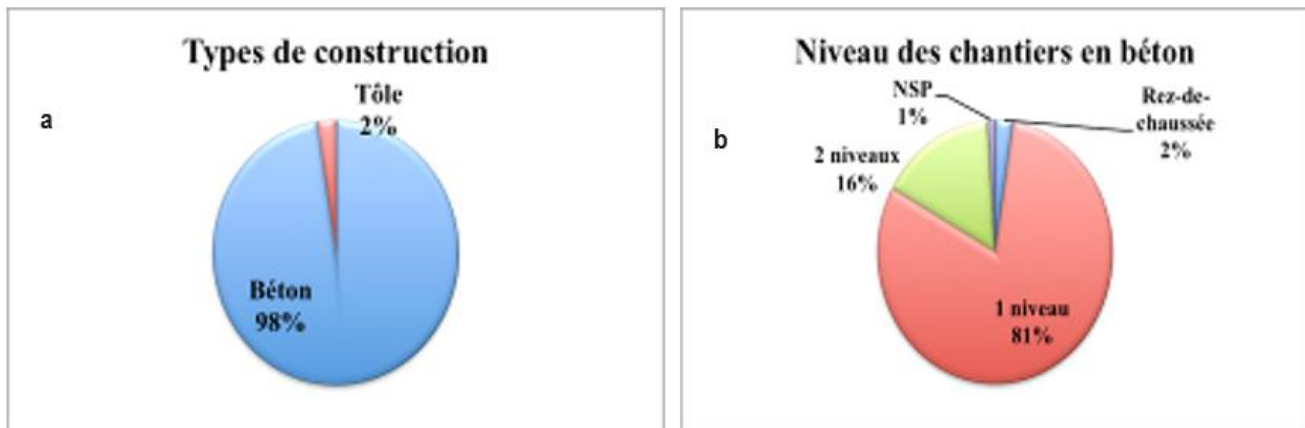 Types de construction
a
Tôle
2%
Béton
98%
Niveau des chantiers en béton
b
NSP
1%
Rez-de-
chaussée
2%
2 niveaux
16%
1 niveau
81%